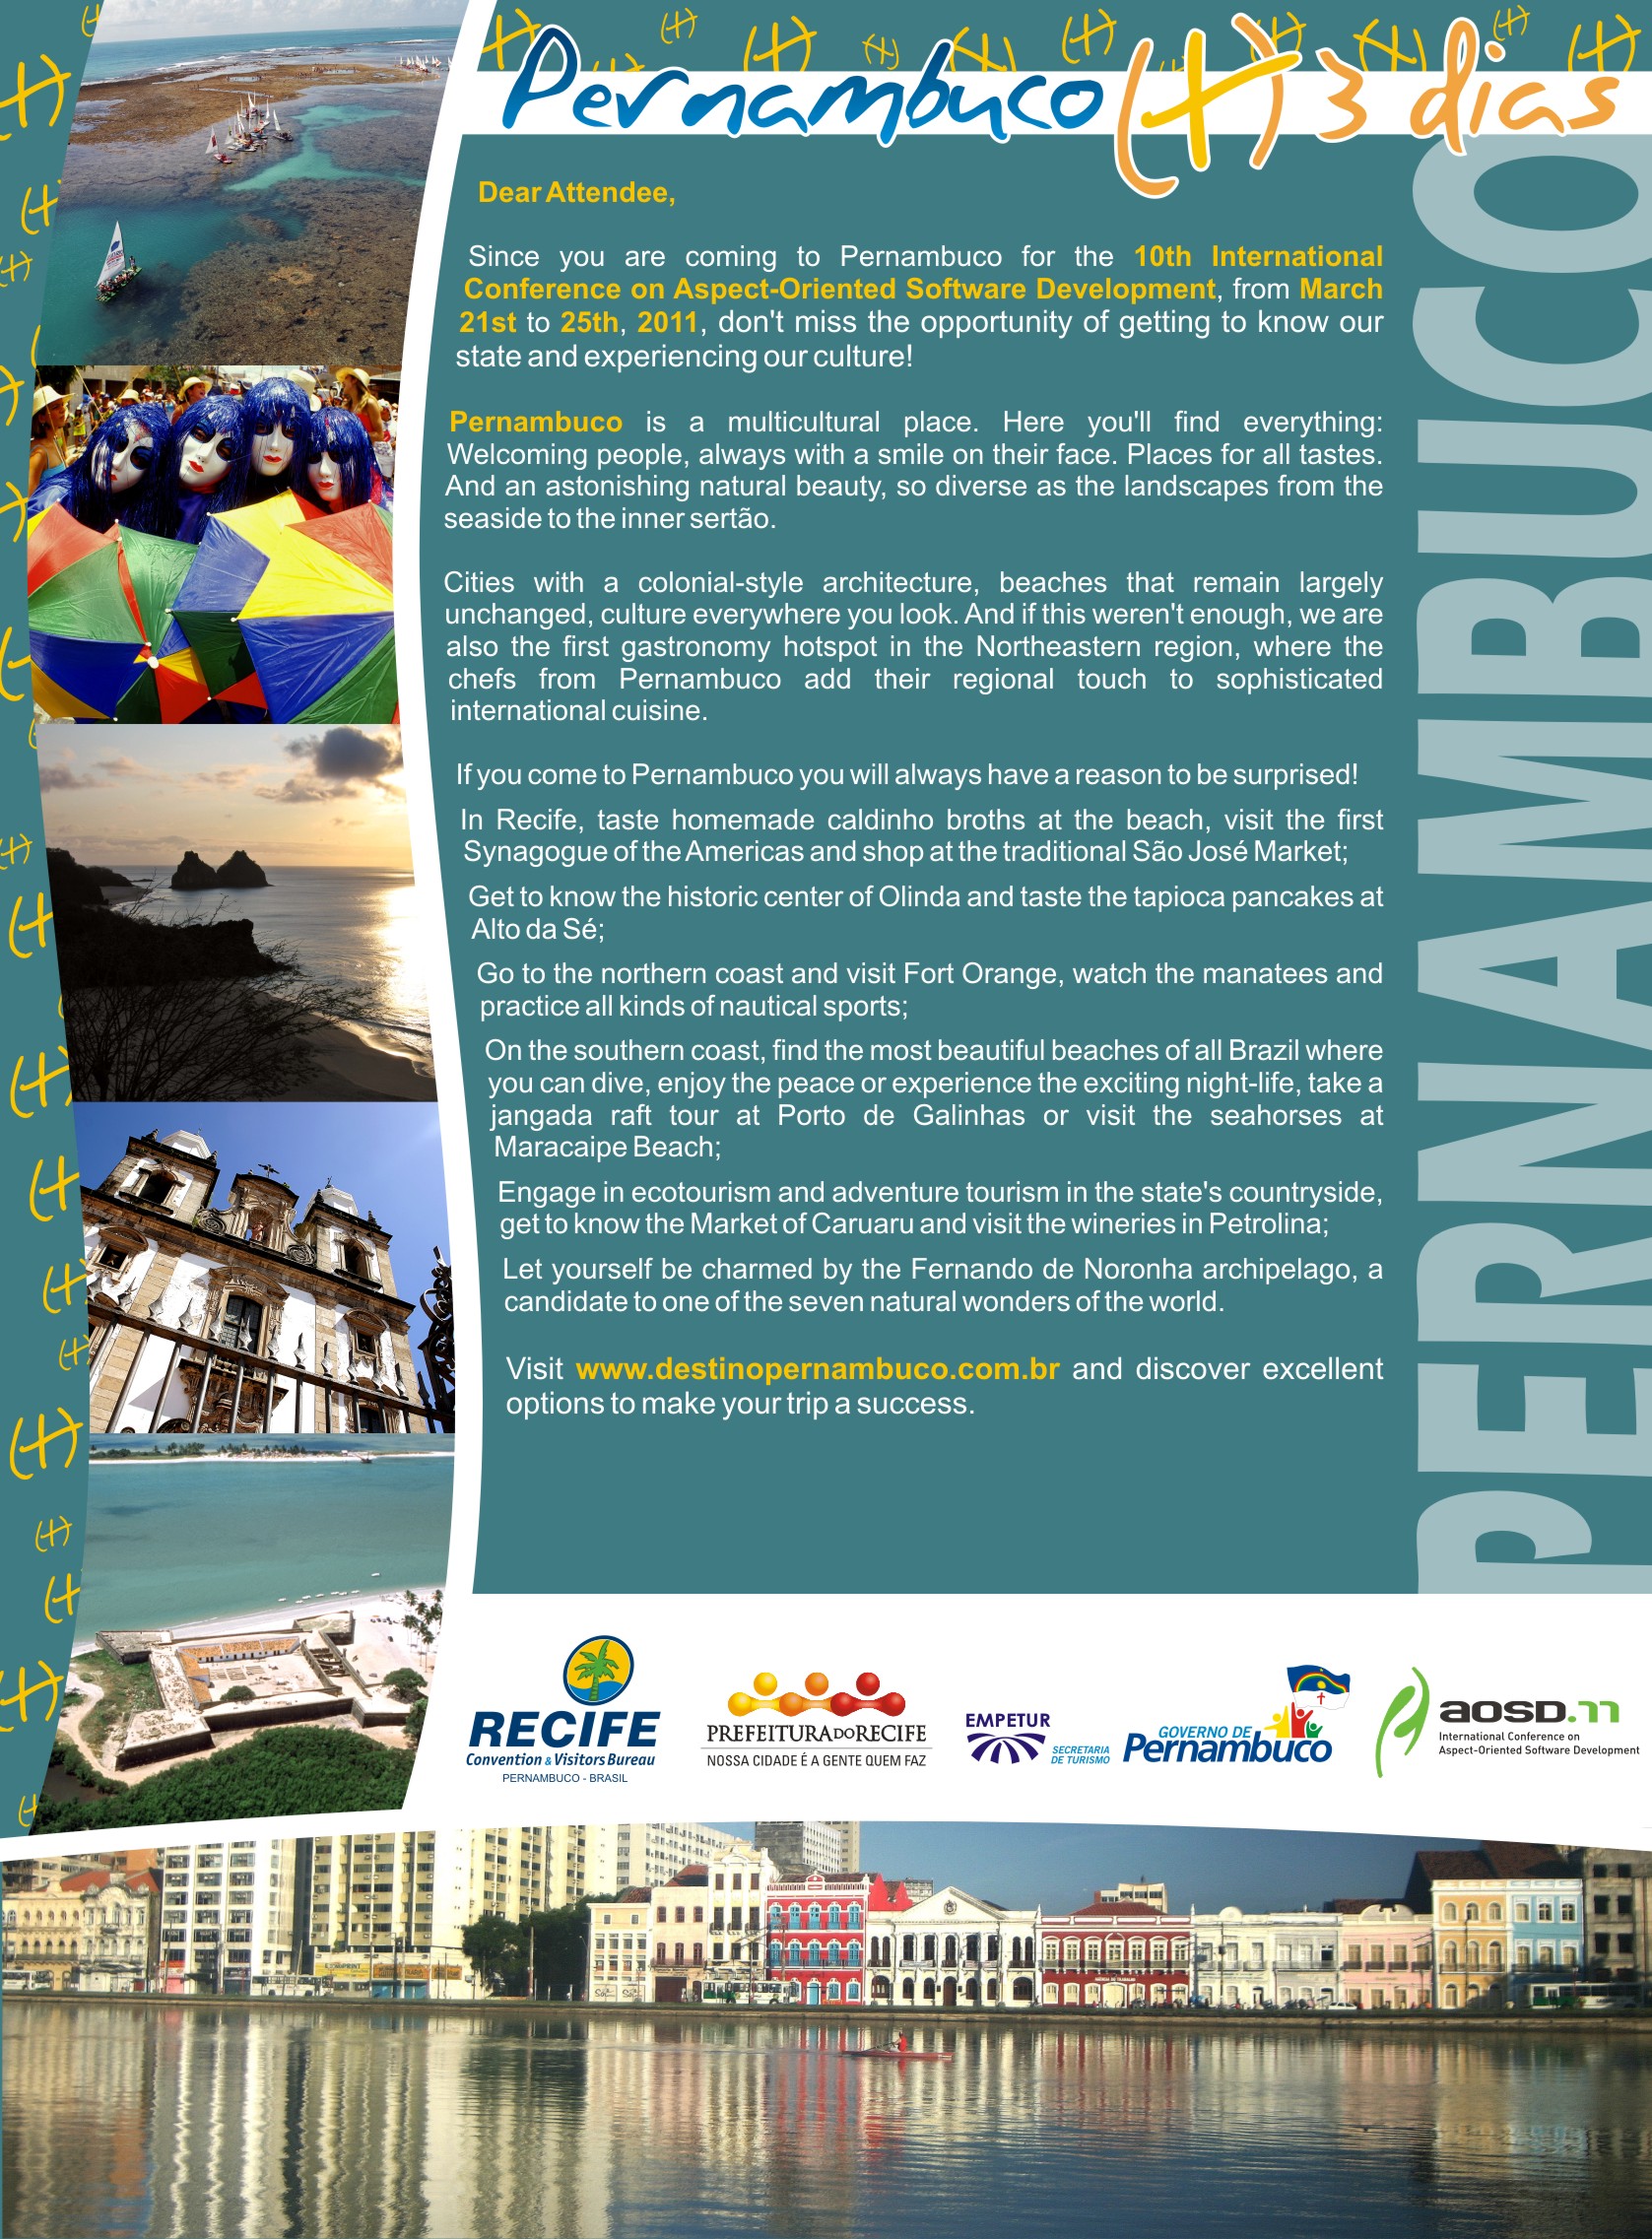 Pernambuco (+) 3 dias
Dear Attendee,
Since you are coming to Pernambuco for the 10th International
Conference on Aspect-Oriented Software Development, from March
21st to 25th, 2011, don't miss the opportunity of getting to know our
state and experiencing our culture!
Pernambuco is a multicultural place. Here you'll find everything:
Welcoming people, always with a smile on their face. Places for all tastes.
And an astonishing natural beauty, so diverse as the landscapes from the
seaside to the inner sertão.
Cities with a colonial-style architecture, beaches that remain largely
unchanged, culture everywhere you look. And if this weren't enough, we are
also the first gastronomy hotspot in the Northeastern region, where the
chefs from Pernambuco add their regional touch to sophisticated
international cuisine.
If you come to Pernambuco you will always have a reason to be surprised!
In Recife, taste homemade caldinho broths at the beach, visit the first
Synagogue of the Americas and shop at the traditional São José Market;
Get to know the historic center of Olinda and taste the tapioca pancakes at
Alto da Sé;
Go to the northern coast and visit Fort Orange, watch the manatees and
practice all kinds of nautical sports;
On the southern coast, find the most beautiful beaches of all Brazil where
you can dive, enjoy the peace or experience the exciting night-life, take a
jangada raft tour at Porto de Galinhas or visit the seahorses at
Maracaipe Beach;
Engage in ecotourism and adventure tourism in the state's countryside,
get to know the Market of Caruaru and visit the wineries in Petrolina;
Let yourself be charmed by the Fernando de Noronha archipelago, a
candidate to one of the seven natural wonders of the world.
Visit www.destinopernambuco.com.br and discover excellent
options to make your trip a success.
PERNAMBUCO
RECIFE
Convention & Visitors Bureau
PERNAMBUCO - BRASIL
PREFEITURA DO RECIFE
NOSSA CIDADE É A GENTE QUEM FAZ
EMPETUR
SECRETARIA
DE TURISMO
GOVERNO DE
Pernambuco
AOSD.11
International Conference on
Aspect-Oriented Software Development